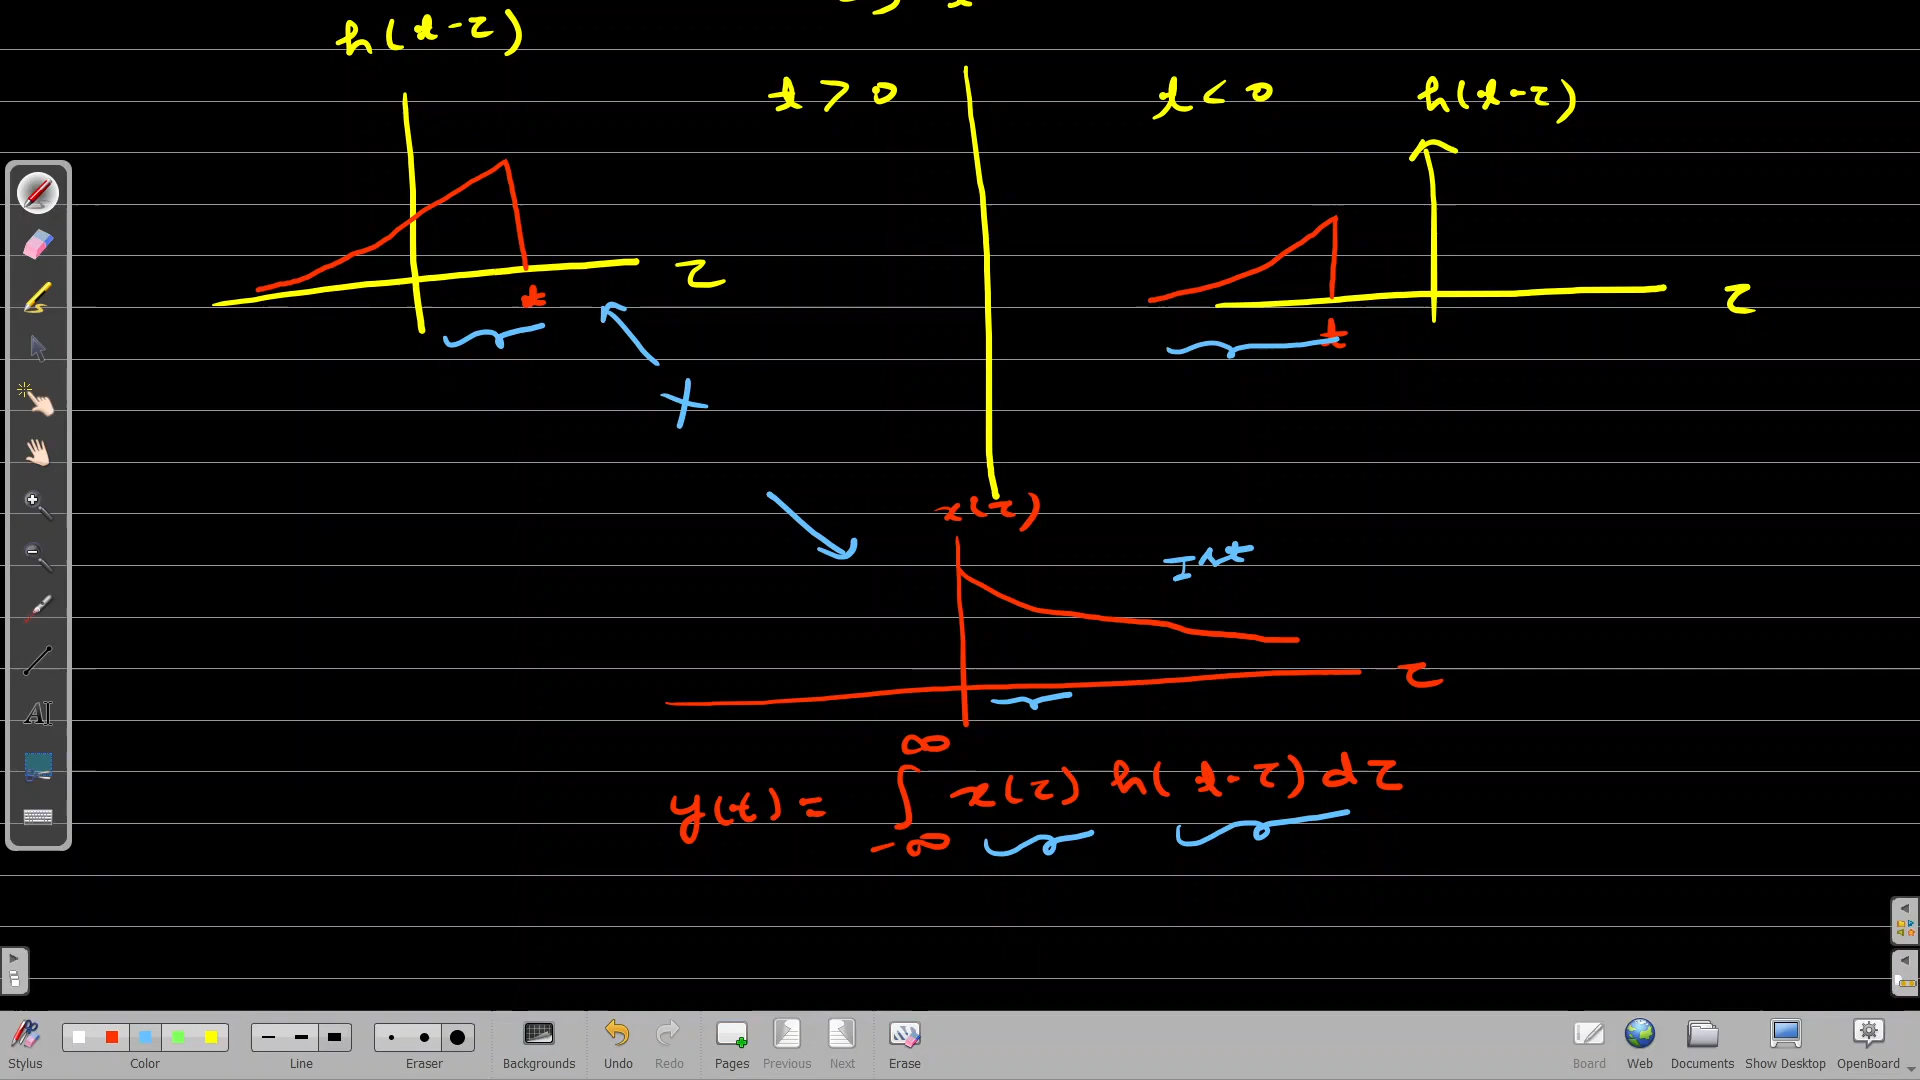 h(t-τ)
t > 0
t < 0
h(t-τ)
τ
t
τ
t
x
x(τ)
Int
τ
∞
y(t) = ∫ x(τ) h(t-τ) dτ
-∞
Stylus
Color
Line
Eraser
Backgrounds
Undo
Redo
Pages
Previous
Next
Erase
Board
Web
Documents
Show Desktop
OpenBoard